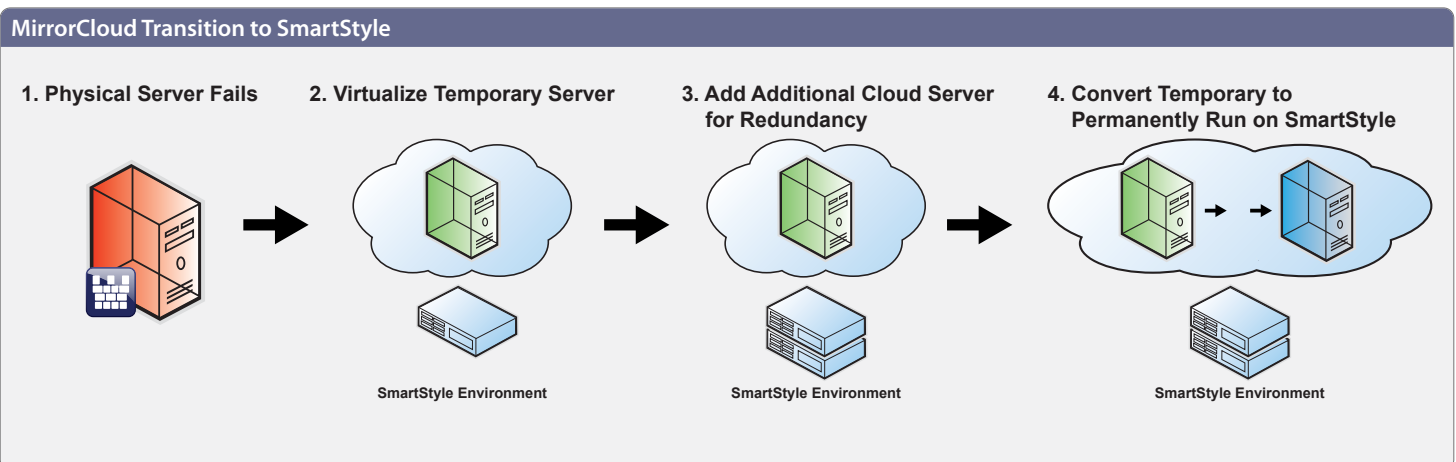 MirrorCloud Transition to SmartStyle
1. Physical Server Fails
2. Virtualize Temporary Server
3. Add Additional Cloud Server
for Redundancy
4. Convert Temporary to
Permanently Run on SmartStyle
SmartStyle Environment
SmartStyle Environment
SmartStyle Environment